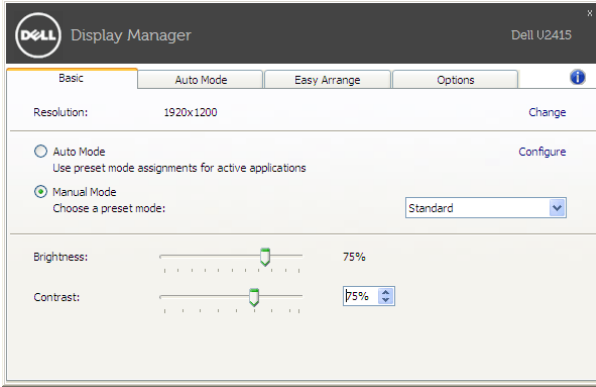 DELL Display Manager Dell U2415
x
Basic Auto Mode Easy Arrange Options i
Resolution: 1920x1200 Change
Auto Mode Configure
Use preset mode assignments for active applications
Manual Mode
Choose a preset mode: Standard
Brightness: 75%
Contrast: 75%